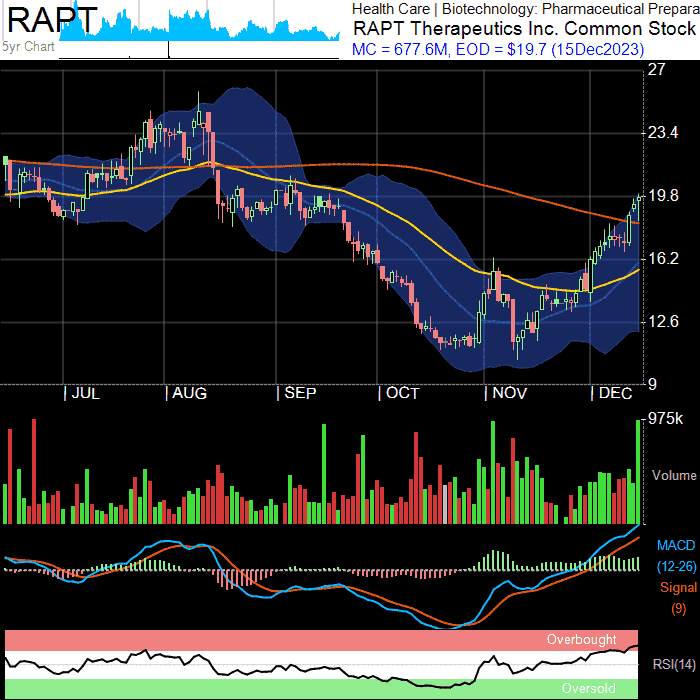 RAPT
5yr Chart
Health Care | Biotechnology: Pharmaceutical Prepara
RAPT Therapeutics Inc. Common Stock
MC = 677.6M, EOD = $19.7 (15Dec2023)
27
23.4
19.8
16.2
12.6
9
| JUL | AUG | SEP | OCT | NOV | DEC
975k
Volume
MACD
(12-26)
Signal
(9)
Overbought
RSI(14)
Oversold